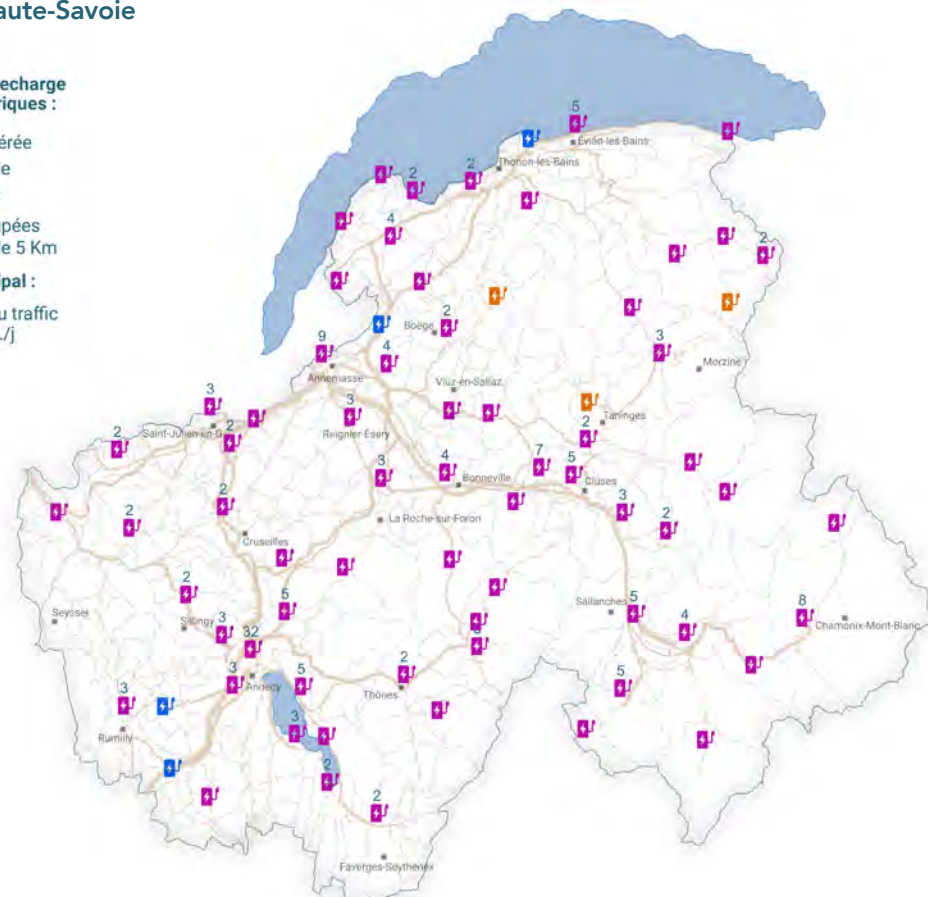 aute-Savoie
echarge
riques :
érée
e
pées
de 5 Km
ipal :
u traffic
/j
5
Evian-les-Bains
Thonon-les-Bains
2
2
4
2
2
Boëge
9
4
3
Annemasse
Morzine
Viuz-en-Sallaz
3
3
Saint-Julien-en-G
2
Reignier-Esery
Taninges
2
2
4
7
5
3
Bonneville
Cluses
2
3
2
2
La Roche-sur-Foron
Cruseilles
2
5
Sallanches
5
4
8
Chamonix-Mont-Blanc
Seyssel
Sillingy
3
32
3
Annecy
5
2
Thônes
5
3
3
Rumilly
2
2
Faverges-Seythenex